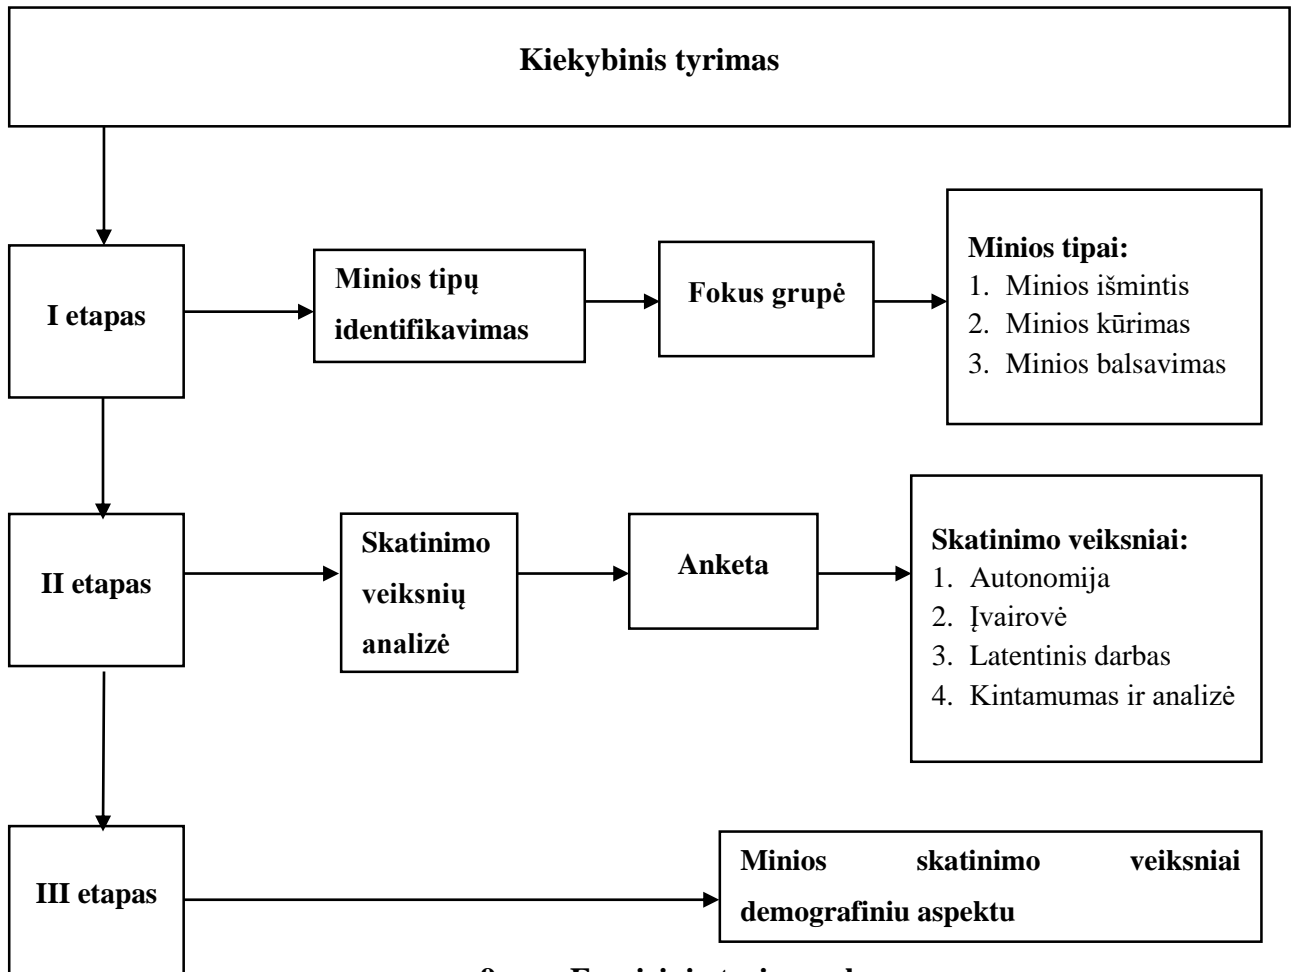 Kiekybinis tyrimas
I etapas
Minios tipų
identifikavimas
Fokus grupė
Minios tipai:
1. Minios išmintis
2. Minios kūrimas
3. Minios balsavimas
II etapas
Skatinimo
veiksnių
analizė
Anketa
Skatinimo veiksniai:
1. Autonomija
2. Įvairovė
3. Latentinis darbas
4. Kintamumas ir analizė
III etapas
Minios skatinimo veiksniai
demografiniu aspektu